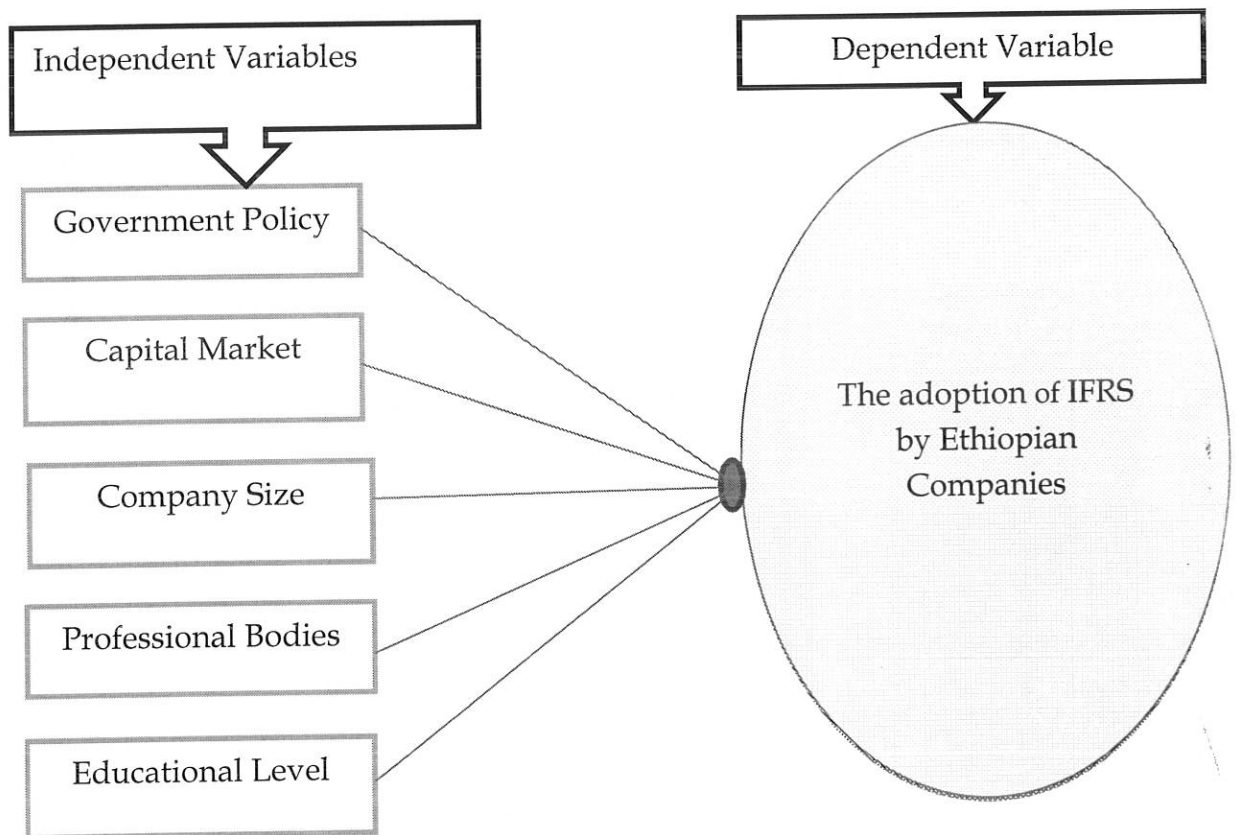 Independent Variables
Dependent Variable
Government Policy
Capital Market
Company Size
Professional Bodies
Educational Level
The adoption of IFRS
by Ethiopian
Companies